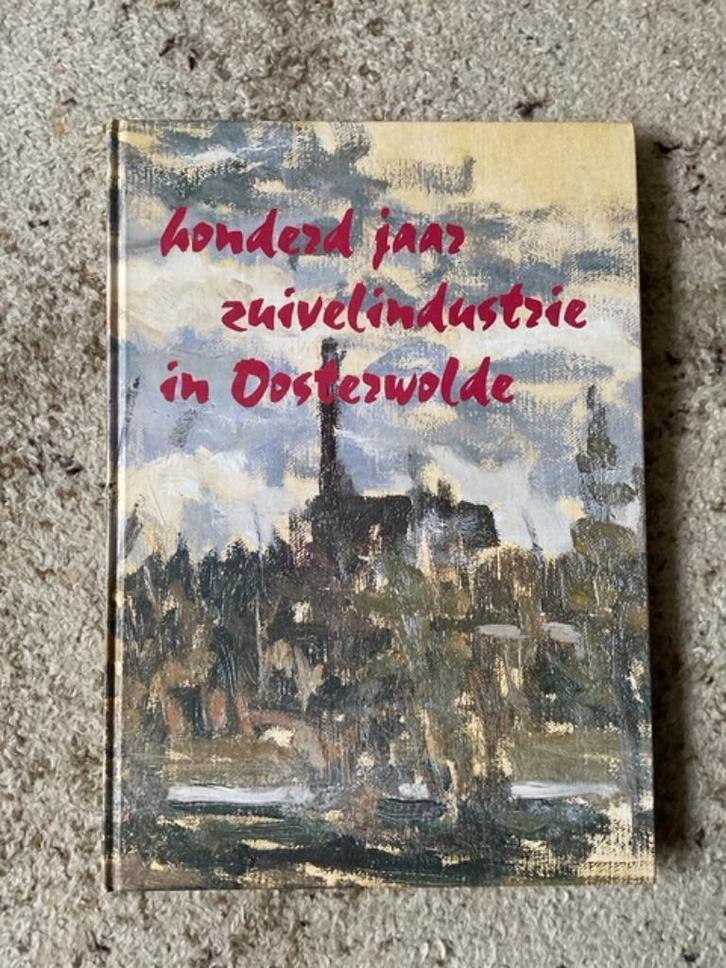 honderd jaar
zuivelindustrie
in Oosterwolde